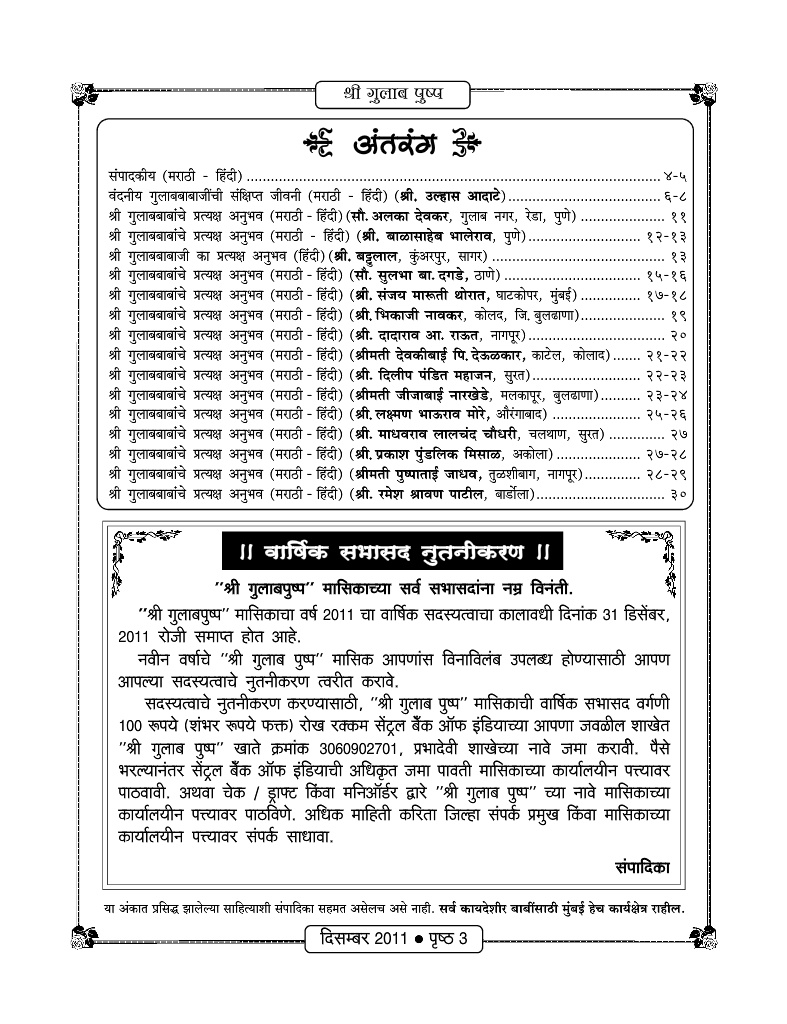 श्री गुलाब पुष्प
अंतरंग
संपादकीय (मराठी - हिंदी) ........ ४-५
वंदनीय गुलाबबाबाजींची संक्षिप्त जीवनी (मराठी - हिंदी) (श्री. उल्हास आदाटे) ........ ६-८
श्री गुलाबबाबांचे प्रत्यक्ष अनुभव (मराठी - हिंदी) (सौ. अलका देवकर, गुलाब नगर, रेडा, पुणे) ........ ११
श्री गुलाबबाबांचे प्रत्यक्ष अनुभव (मराठी - हिंदी) (श्री. बाळासाहेब भालेराव, पुणे) ........ १२-१३
श्री गुलाबबाबाजी का प्रत्यक्ष अनुभव (हिंदी) (श्री. बट्टुलाल, कुंअरपुर, सागर) ........ १३
श्री गुलाबबाबांचे प्रत्यक्ष अनुभव (मराठी - हिंदी) (सौ. सुलभा बा. दगडे, ठाणे) ........ १५-१६
श्री गुलाबबाबांचे प्रत्यक्ष अनुभव (मराठी - हिंदी) (श्री. संजय मारूती थोरात, घाटकोपर, मुंबई) ........ १७-१८
श्री गुलाबबाबांचे प्रत्यक्ष अनुभव (मराठी - हिंदी) (श्री. भिकाजी नावकर, कोलद, जि. बुलढाणा) ........ १९
श्री गुलाबबाबांचे प्रत्यक्ष अनुभव (मराठी - हिंदी) (श्री. दादाराव आ. राऊत, नागपूर) ........ २०
श्री गुलाबबाबांचे प्रत्यक्ष अनुभव (मराठी - हिंदी) (श्रीमती देवकीबाई पि. देऊळकार, काटेल, कोलाद) ....... २१-२२
श्री गुलाबबाबांचे प्रत्यक्ष अनुभव (मराठी - हिंदी) (श्री. दिलीप पंडित महाजन, सुरत) ........ २२-२३
श्री गुलाबबाबांचे प्रत्यक्ष अनुभव (मराठी - हिंदी) (श्रीमती जीजाबाई नारखेडे, मलकापूर, बुलढाणा) ........ २३-२४
श्री गुलाबबाबांचे प्रत्यक्ष अनुभव (मराठी - हिंदी) (श्री. लक्ष्मण भाऊराव मोरे, औरंगाबाद) ........ २५-२६
श्री गुलाबबाबांचे प्रत्यक्ष अनुभव (मराठी - हिंदी) (श्री. माधवराव लालचंद चौधरी, चलथाण, सुरत) ........ २७
श्री गुलाबबाबांचे प्रत्यक्ष अनुभव (मराठी - हिंदी) (श्री. प्रकाश पुंडलिक मिसाळ, अकोला) ........ २७-२८
श्री गुलाबबाबांचे प्रत्यक्ष अनुभव (मराठी - हिंदी) (श्रीमती पुष्पाताई जाधव, तुळशीबाग, नागपूर) ........ २८-२९
श्री गुलाबबाबांचे प्रत्यक्ष अनुभव (मराठी - हिंदी) (श्री. रमेश श्रावण पाटील, बार्डोला) ........ ३०
।। वार्षिक सभासद नुतनीकरण ।।
"श्री गुलाबपुष्प" मासिकाच्या सर्व सभासदांना नम्र विनंती.
"श्री गुलाबपुष्प" मासिकाचा वर्ष 2011 चा वार्षिक सदस्यत्वाचा कालावधी दिनांक 31 डिसेंबर,
2011 रोजी समाप्त होत आहे.
नवीन वर्षाचे "श्री गुलाब पुष्प" मासिक आपणांस विनाविलंब उपलब्ध होण्यासाठी आपण
आपल्या सदस्यत्वाचे नुतनीकरण त्वरीत करावे.
सदस्यत्वाचे नुतनीकरण करण्यासाठी, "श्री गुलाब पुष्प" मासिकाची वार्षिक सभासद वर्गणी
100 रूपये (शंभर रूपये फक्त) रोख रक्कम सेंट्रल बँक ऑफ इंडियाच्या आपणा जवळील शाखेत
"श्री गुलाब पुष्प" खाते क्रमांक 3060902701, प्रभादेवी शाखेच्या नावे जमा करावी. पैसे
भरल्यानंतर सेंट्रल बँक ऑफ इंडियाची अधिकृत जमा पावती मासिकाच्या कार्यालयीन पत्त्यावर
पाठवावी. अथवा चेक / ड्राफ्ट किंवा मनिऑर्डर द्वारे "श्री गुलाब पुष्प" च्या नावे मासिकाच्या
कार्यालयीन पत्त्यावर पाठविणे. अधिक माहिती करिता जिल्हा संपर्क प्रमुख किंवा मासिकाच्या
कार्यालयीन पत्त्यावर संपर्क साधावा.
संपादिका
या अंकात प्रसिद्ध झालेल्या साहित्याशी संपादिका सहमत असेलच असे नाही. सर्व कायदेशीर बाबींसाठी मुंबई हेच कार्यक्षेत्र राहील.
दिसम्बर 2011 ● पृष्ठ 3